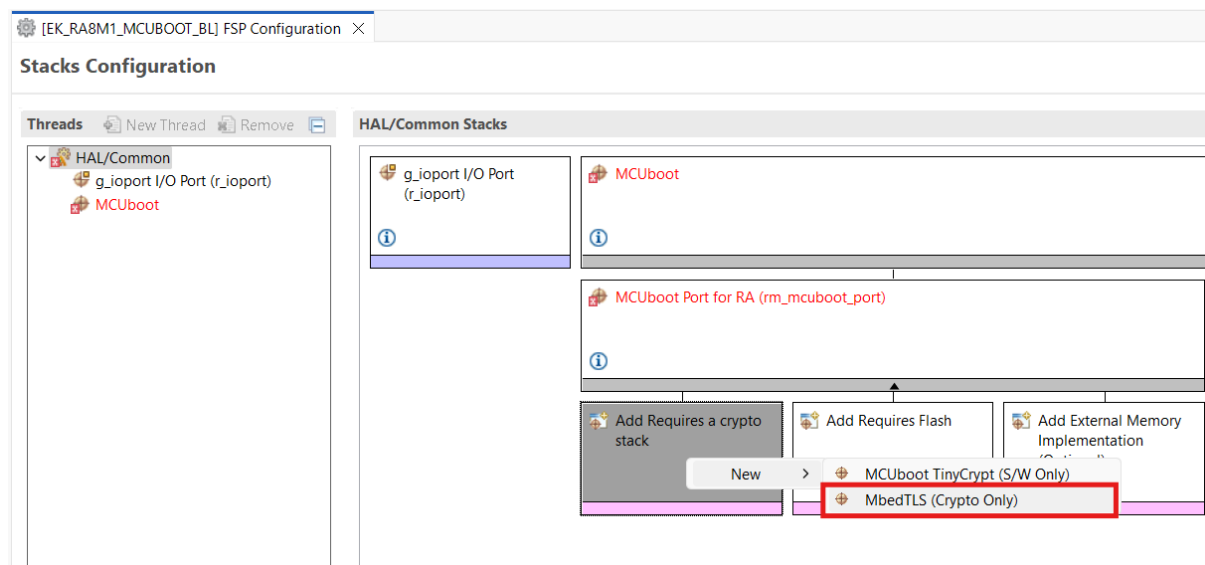 [EK_RA8M1_MCUBOOT_BL] FSP Configuration
Stacks Configuration
Threads
New Thread
Remove
HAL/Common Stacks
HAL/Common
g_ioport I/O Port (r_ioport)
MCUboot
g_ioport I/O Port
(r_ioport)
MCUboot
MCUboot Port for RA (rm_mcuboot_port)
Add Requires a crypto
stack
Add Requires Flash
Add External Memory
Implementation
New
MCUboot TinyCrypt (S/W Only)
MbedTLS (Crypto Only)